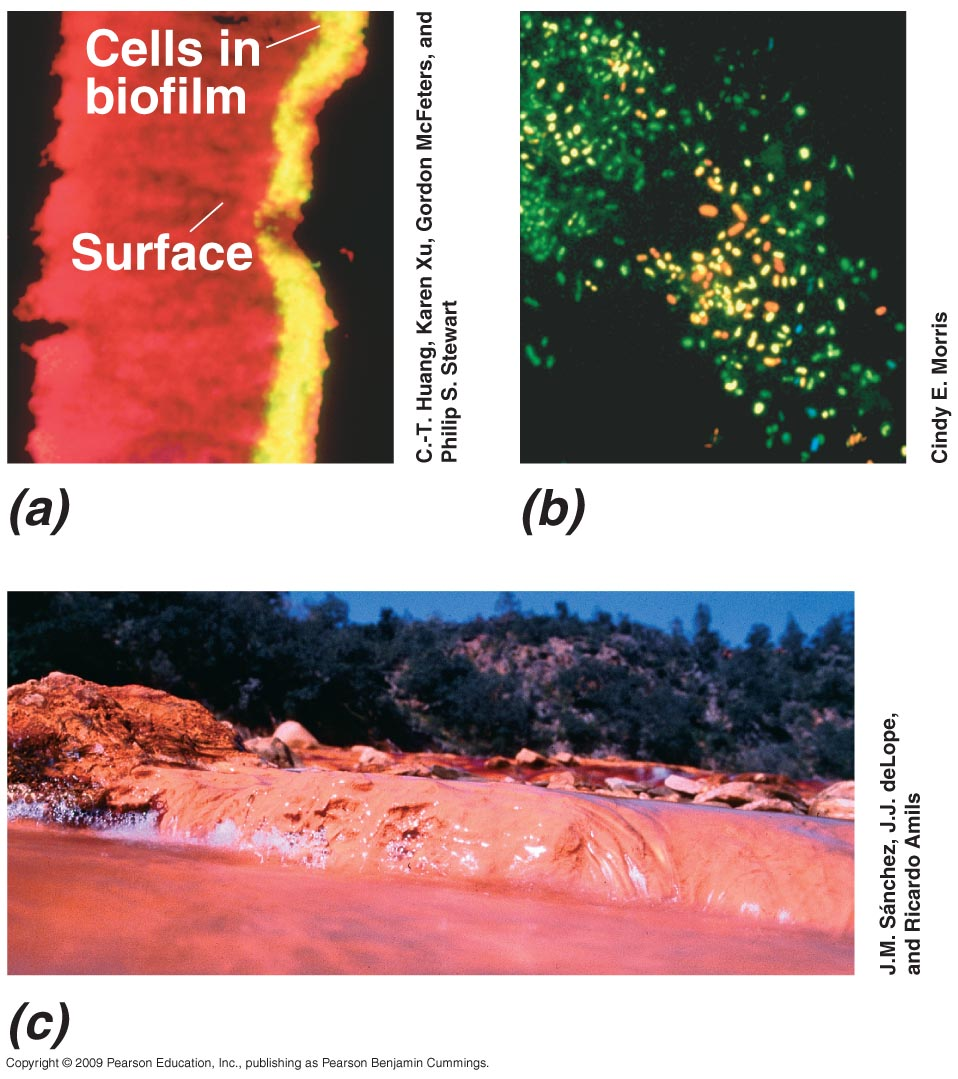 Cells in
biofilm
Surface
C.-T. Huang, Karen Xu, Gordon McFeters, and
Philip S. Stewart
(a)
Cindy E. Morris
(b)
J.M. Sánchez, J.J. deLope,
and Ricardo Amils
(c)
Copyright © 2009 Pearson Education, Inc., publishing as Pearson Benjamin Cummings.